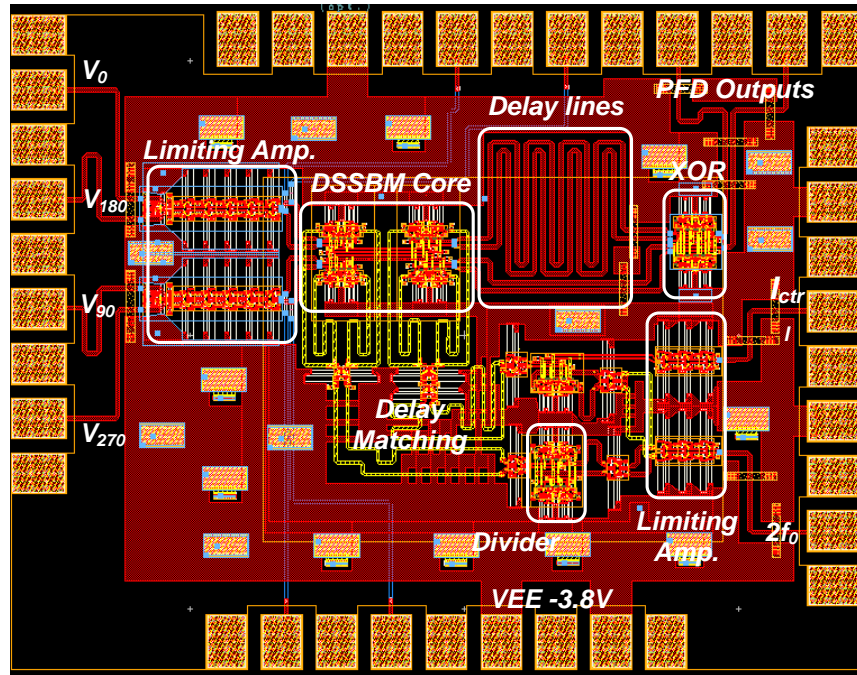 V0
Delay lines
PFD Outputs
Limiting Amp.
DSSBM Core
XOR
V180
V90
Ictr
I
Delay
Matching
V270
Divider
Limiting
Amp.
2f0
VEE -3.8V